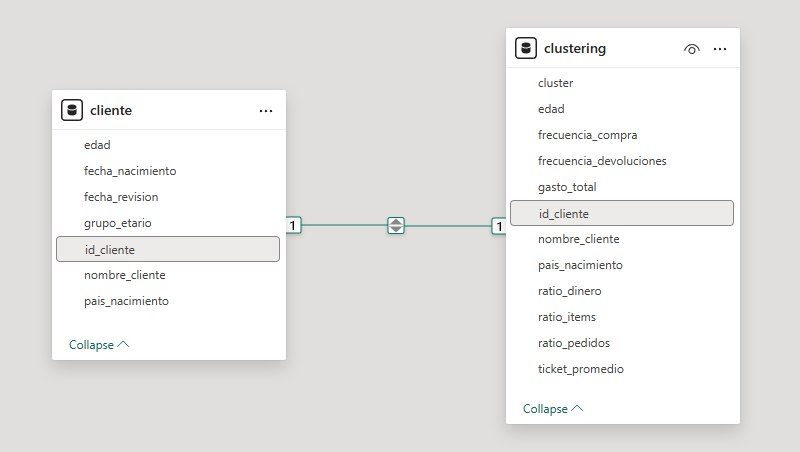 cliente
edad
fecha_nacimiento
fecha_revision
grupo_etario
id_cliente
nombre_cliente
pais_nacimiento
Collapse
1
1
clustering
cluster
edad
frecuencia_compra
frecuencia_devoluciones
gasto_total
id_cliente
nombre_cliente
pais_nacimiento
ratio_dinero
ratio_items
ratio_pedidos
ticket_promedio
Collapse